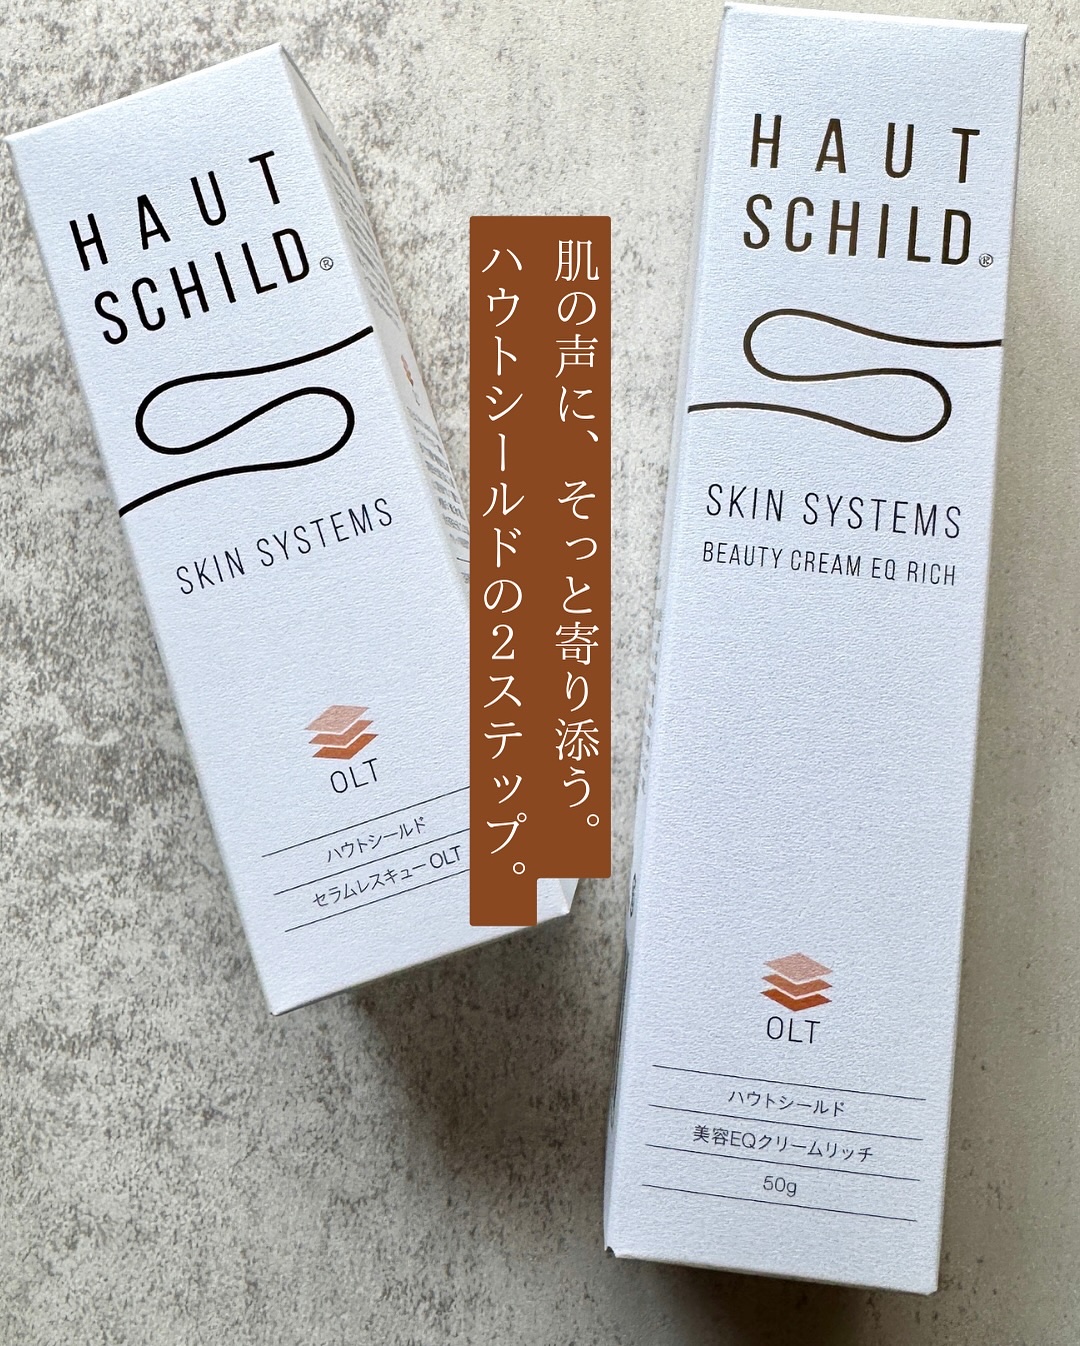 HAUT
SCHILD®
SKIN SYSTEMS
OLT
ハウトシールド
セラムレスキュー OLT
肌の声に、そっと寄り添う。
ハウトシールドの２ステップ。
HAUT
SCHILD®
SKIN SYSTEMS
BEAUTY CREAM EQ RICH
OLT
ハウトシールド
美容EQクリームリッチ
50g